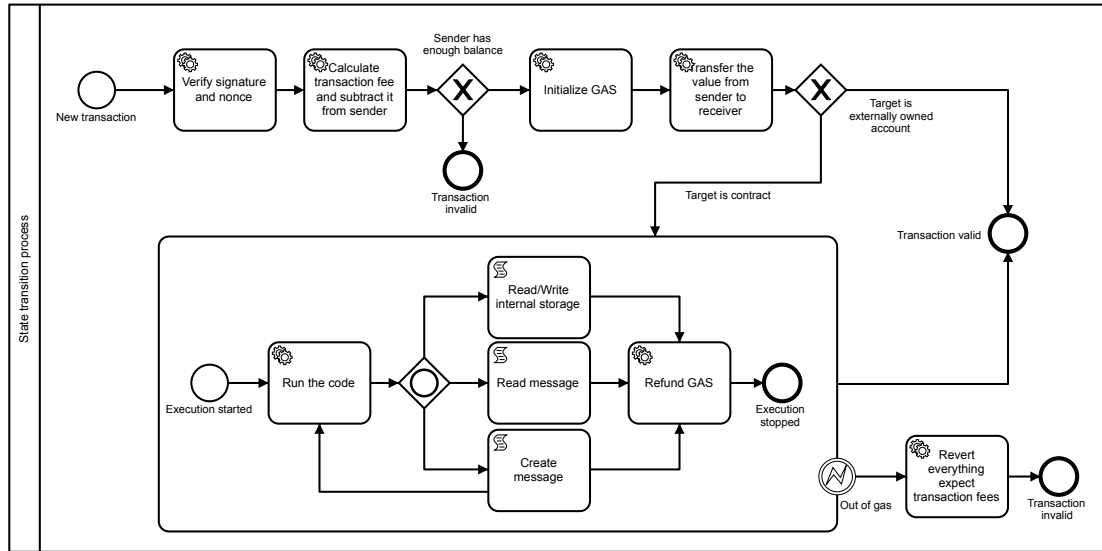 State transition process
New transaction
Verify signature
and nonce
Calculate
transaction fee
and subtract it
from sender
Sender has
enough balance
Transaction
invalid
Initialize GAS
Transfer the
value from
sender to
receiver
Target is
externally owned
account
Target is contract
Transaction valid
Execution started
Run the code
Read/Write
internal storage
Read message
Create
message
Refund GAS
Execution
stopped
Out of gas
Revert
everything
expect
transaction fees
Transaction
invalid